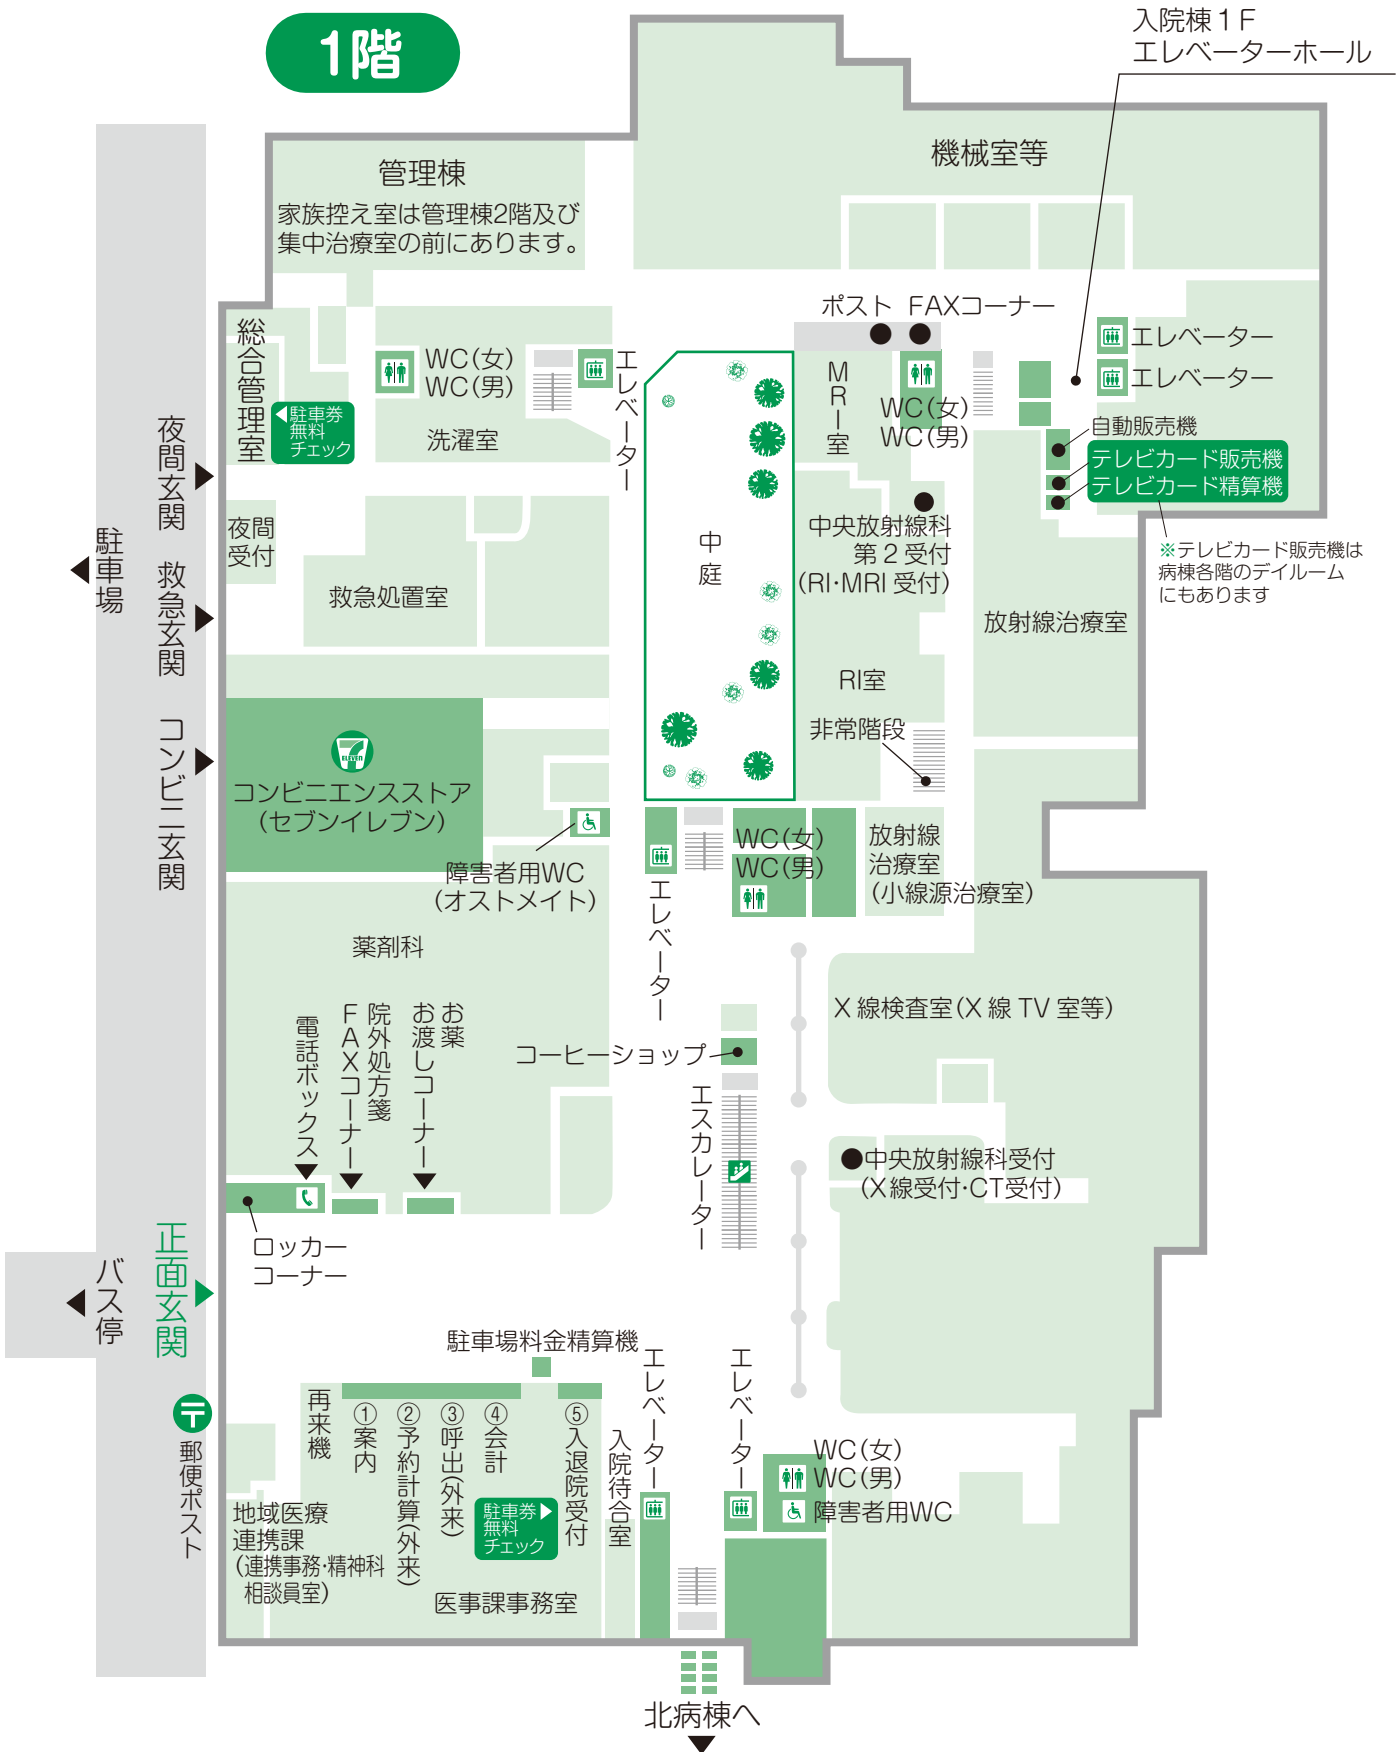 1階
入院棟1F
エレベーターホール
機械室等
管理棟
家族控え室は管理棟2階及び
集中治療室の前にあります。
ポスト
FAXコーナー
総合管理室
駐車券
無料
チェック
WC(女)
WC(男)
エレベーター
洗濯室
MRI室
WC(女)
WC(男)
エレベーター
エレベーター
自動販売機
テレビカード販売機
テレビカード精算機
※テレビカード販売機は
病棟各階のデイルーム
にもあります
夜間玄関
夜間
受付
駐車場
救急玄関
救急処置室
中庭
中央放射線科
第2受付
(RI・MRI受付)
放射線治療室
RI室
非常階段
コンビニ玄関
7
ELEVEN
コンビニエンスストア
(セブンイレブン)
障害者用WC
(オストメイト)
エレベーター
WC(女)
WC(男)
放射線
治療室
(小線源治療室)
薬剤科
X線検査室(X線TV室等)
コーヒーショップ
エスカレーター
電話ボックス
院外処方箋
FAXコーナー
お薬
お渡しコーナー
中央放射線科受付
(X線受付・CT受付)
ロッカー
コーナー
正面玄関
バス停
〒
郵便ポスト
駐車場料金精算機
再来機
①案内
②予約計算(外来)
③呼出(外来)
④会計
⑤入退院受付
駐車券
無料
チェック
入院待合室
エレベーター
エレベーター
WC(女)
WC(男)
障害者用WC
地域医療
連携課
(連携事務・精神科
相談員室)
医事課事務室
北病棟へ